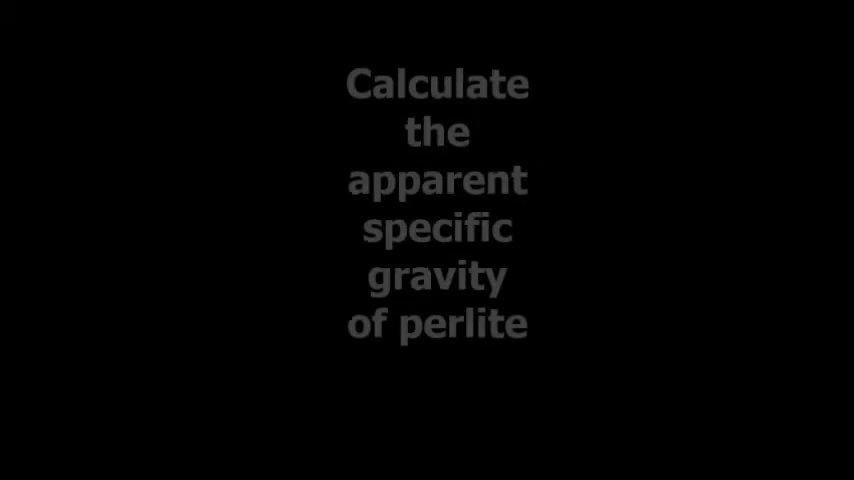 Calculate
the
apparent
specific
gravity
of perlite